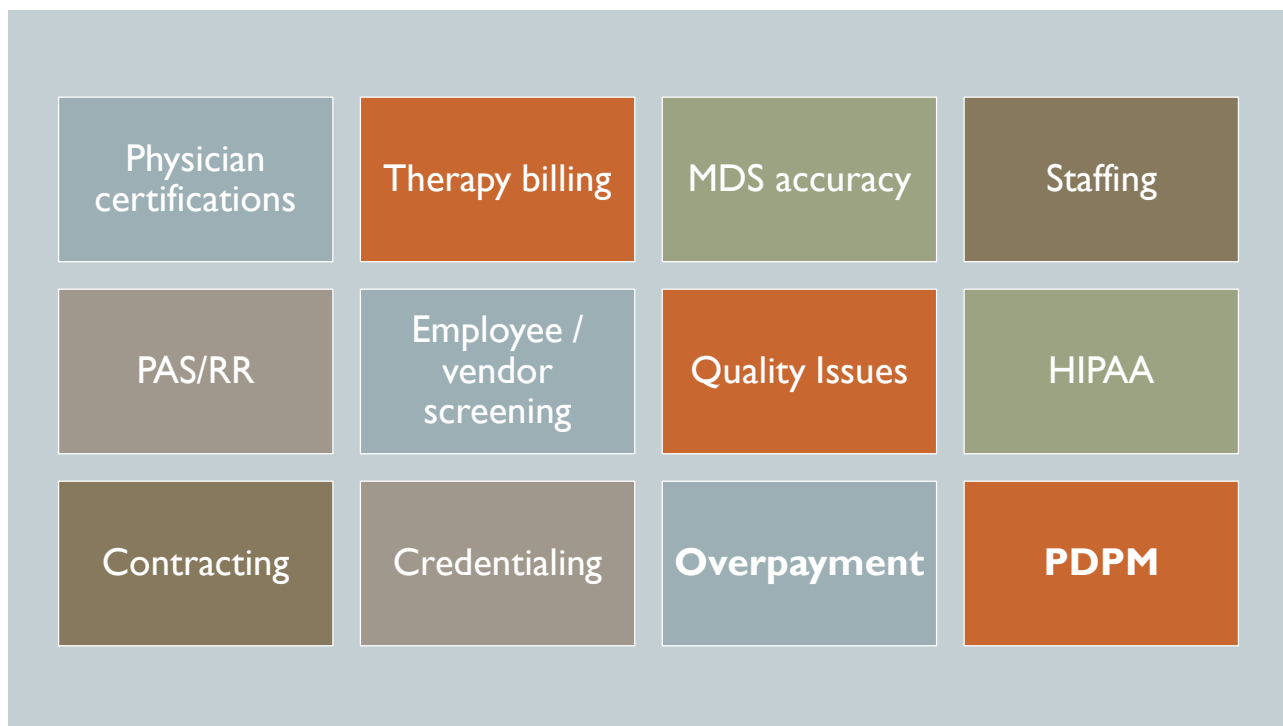 Physician
certifications
Therapy billing
MDS accuracy
Staffing
PAS/RR
Employee /
vendor
screening
Quality Issues
HIPAA
Contracting
Credentialing
Overpayment
PDPM